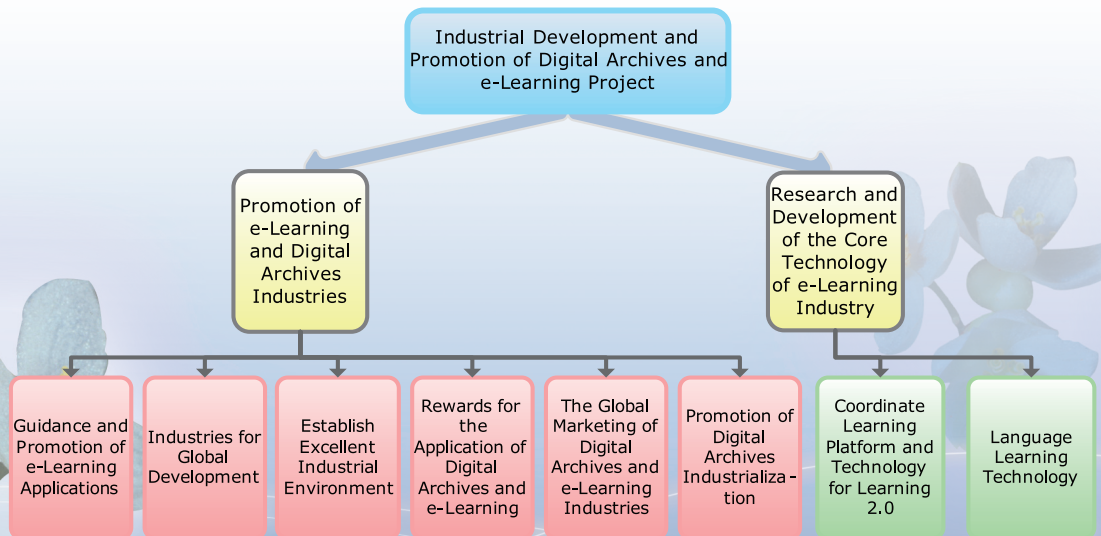 Industrial Development and
Promotion of Digital Archives and
e-Learning Project
Promotion of
e-Learning
and Digital
Archives
Industries
Research and
Development
of the Core
Technology
of e-Learning
Industry
Guidance and
Promotion of
e-Learning
Applications
Industries for
Global
Development
Establish
Excellent
Industrial
Environment
Rewards for
the
Application of
Digital
Archives and
e-Learning
The Global
Marketing of
Digital
Archives and
e-Learning
Industries
Promotion of
Digital
Archives
Industrializa-
tion
Coordinate
Learning
Platform and
Technology
for Learning
2.0
Language
Learning
Technology